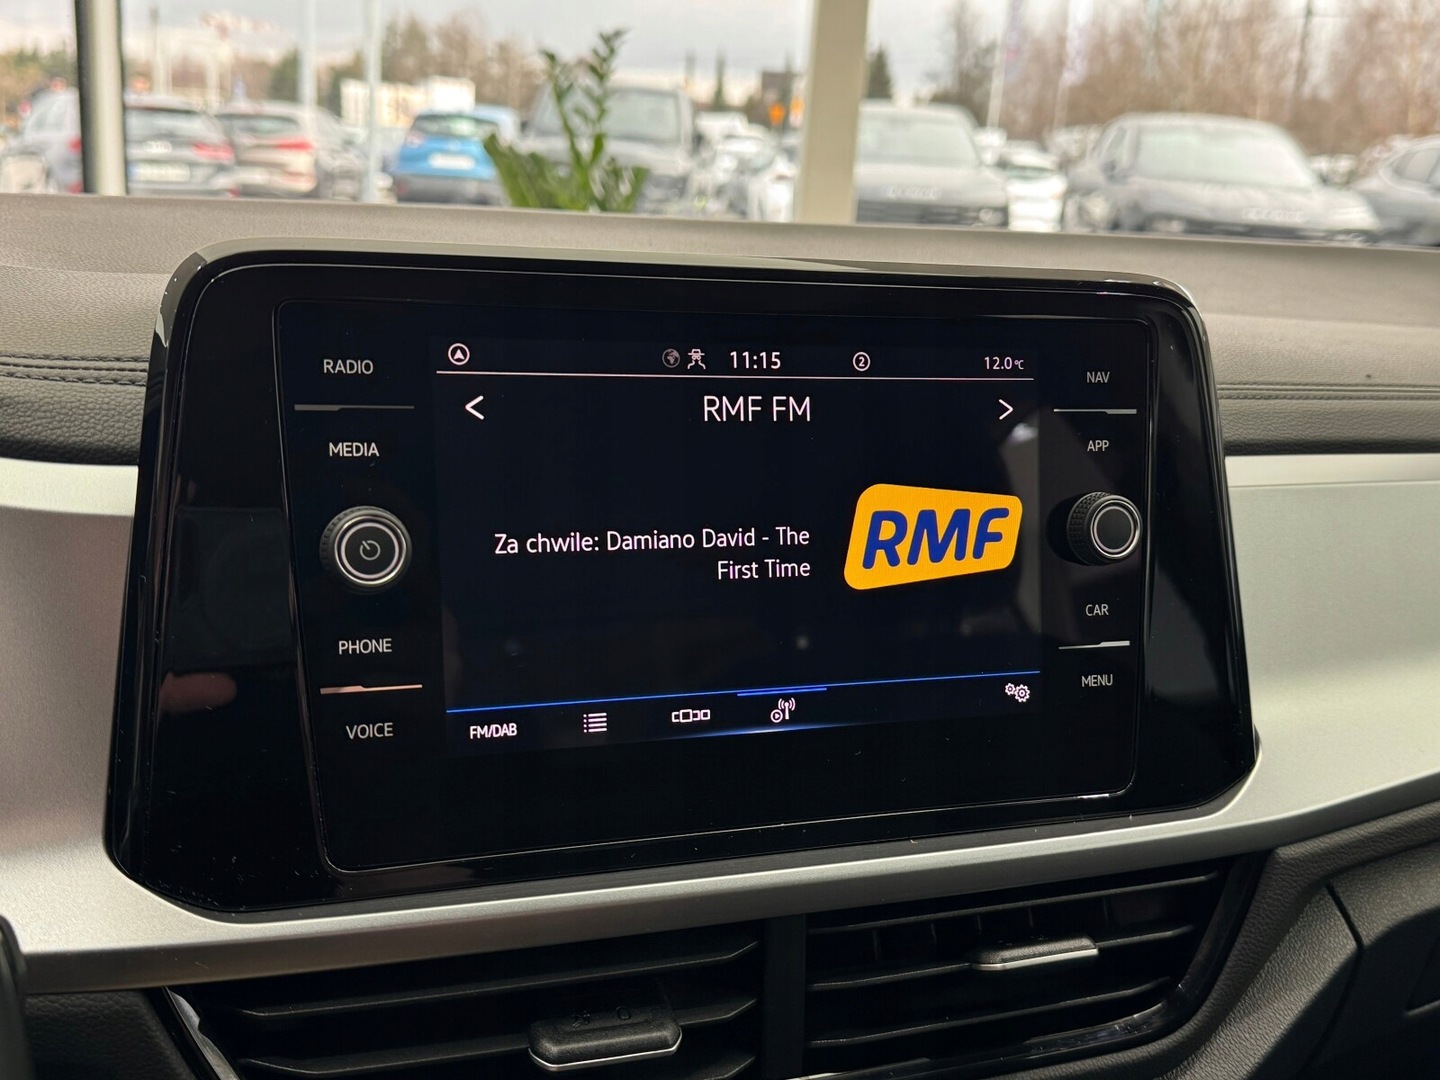 RADIO
MEDIA
PHONE
VOICE
11:15
2
12.0°C
RMF FM
Za chwile: Damiano David - The
First Time
RMF
FM/DAB
NAV
APP
CAR
MENU